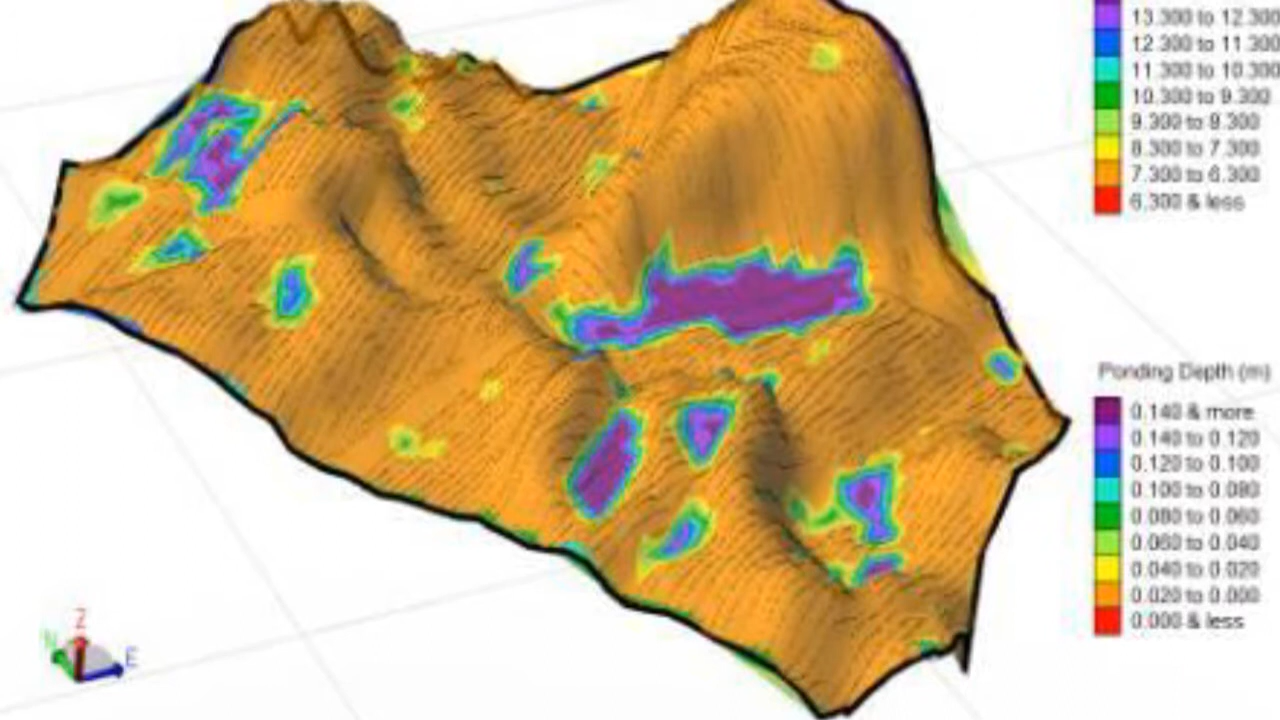 13.300 to 12.300
12.300 to 11.300
11.300 to 10.300
10.300 to 9.300
9.300 to 8.300
8.300 to 7.300
7.300 to 6.300
6.300 & less
Ponding Depth (m)
0.140 & more
0.140 to 0.120
0.120 to 0.100
0.100 to 0.080
0.080 to 0.060
0.060 to 0.040
0.040 to 0.020
0.020 to 0.000
0.000 & less
Z
N
E